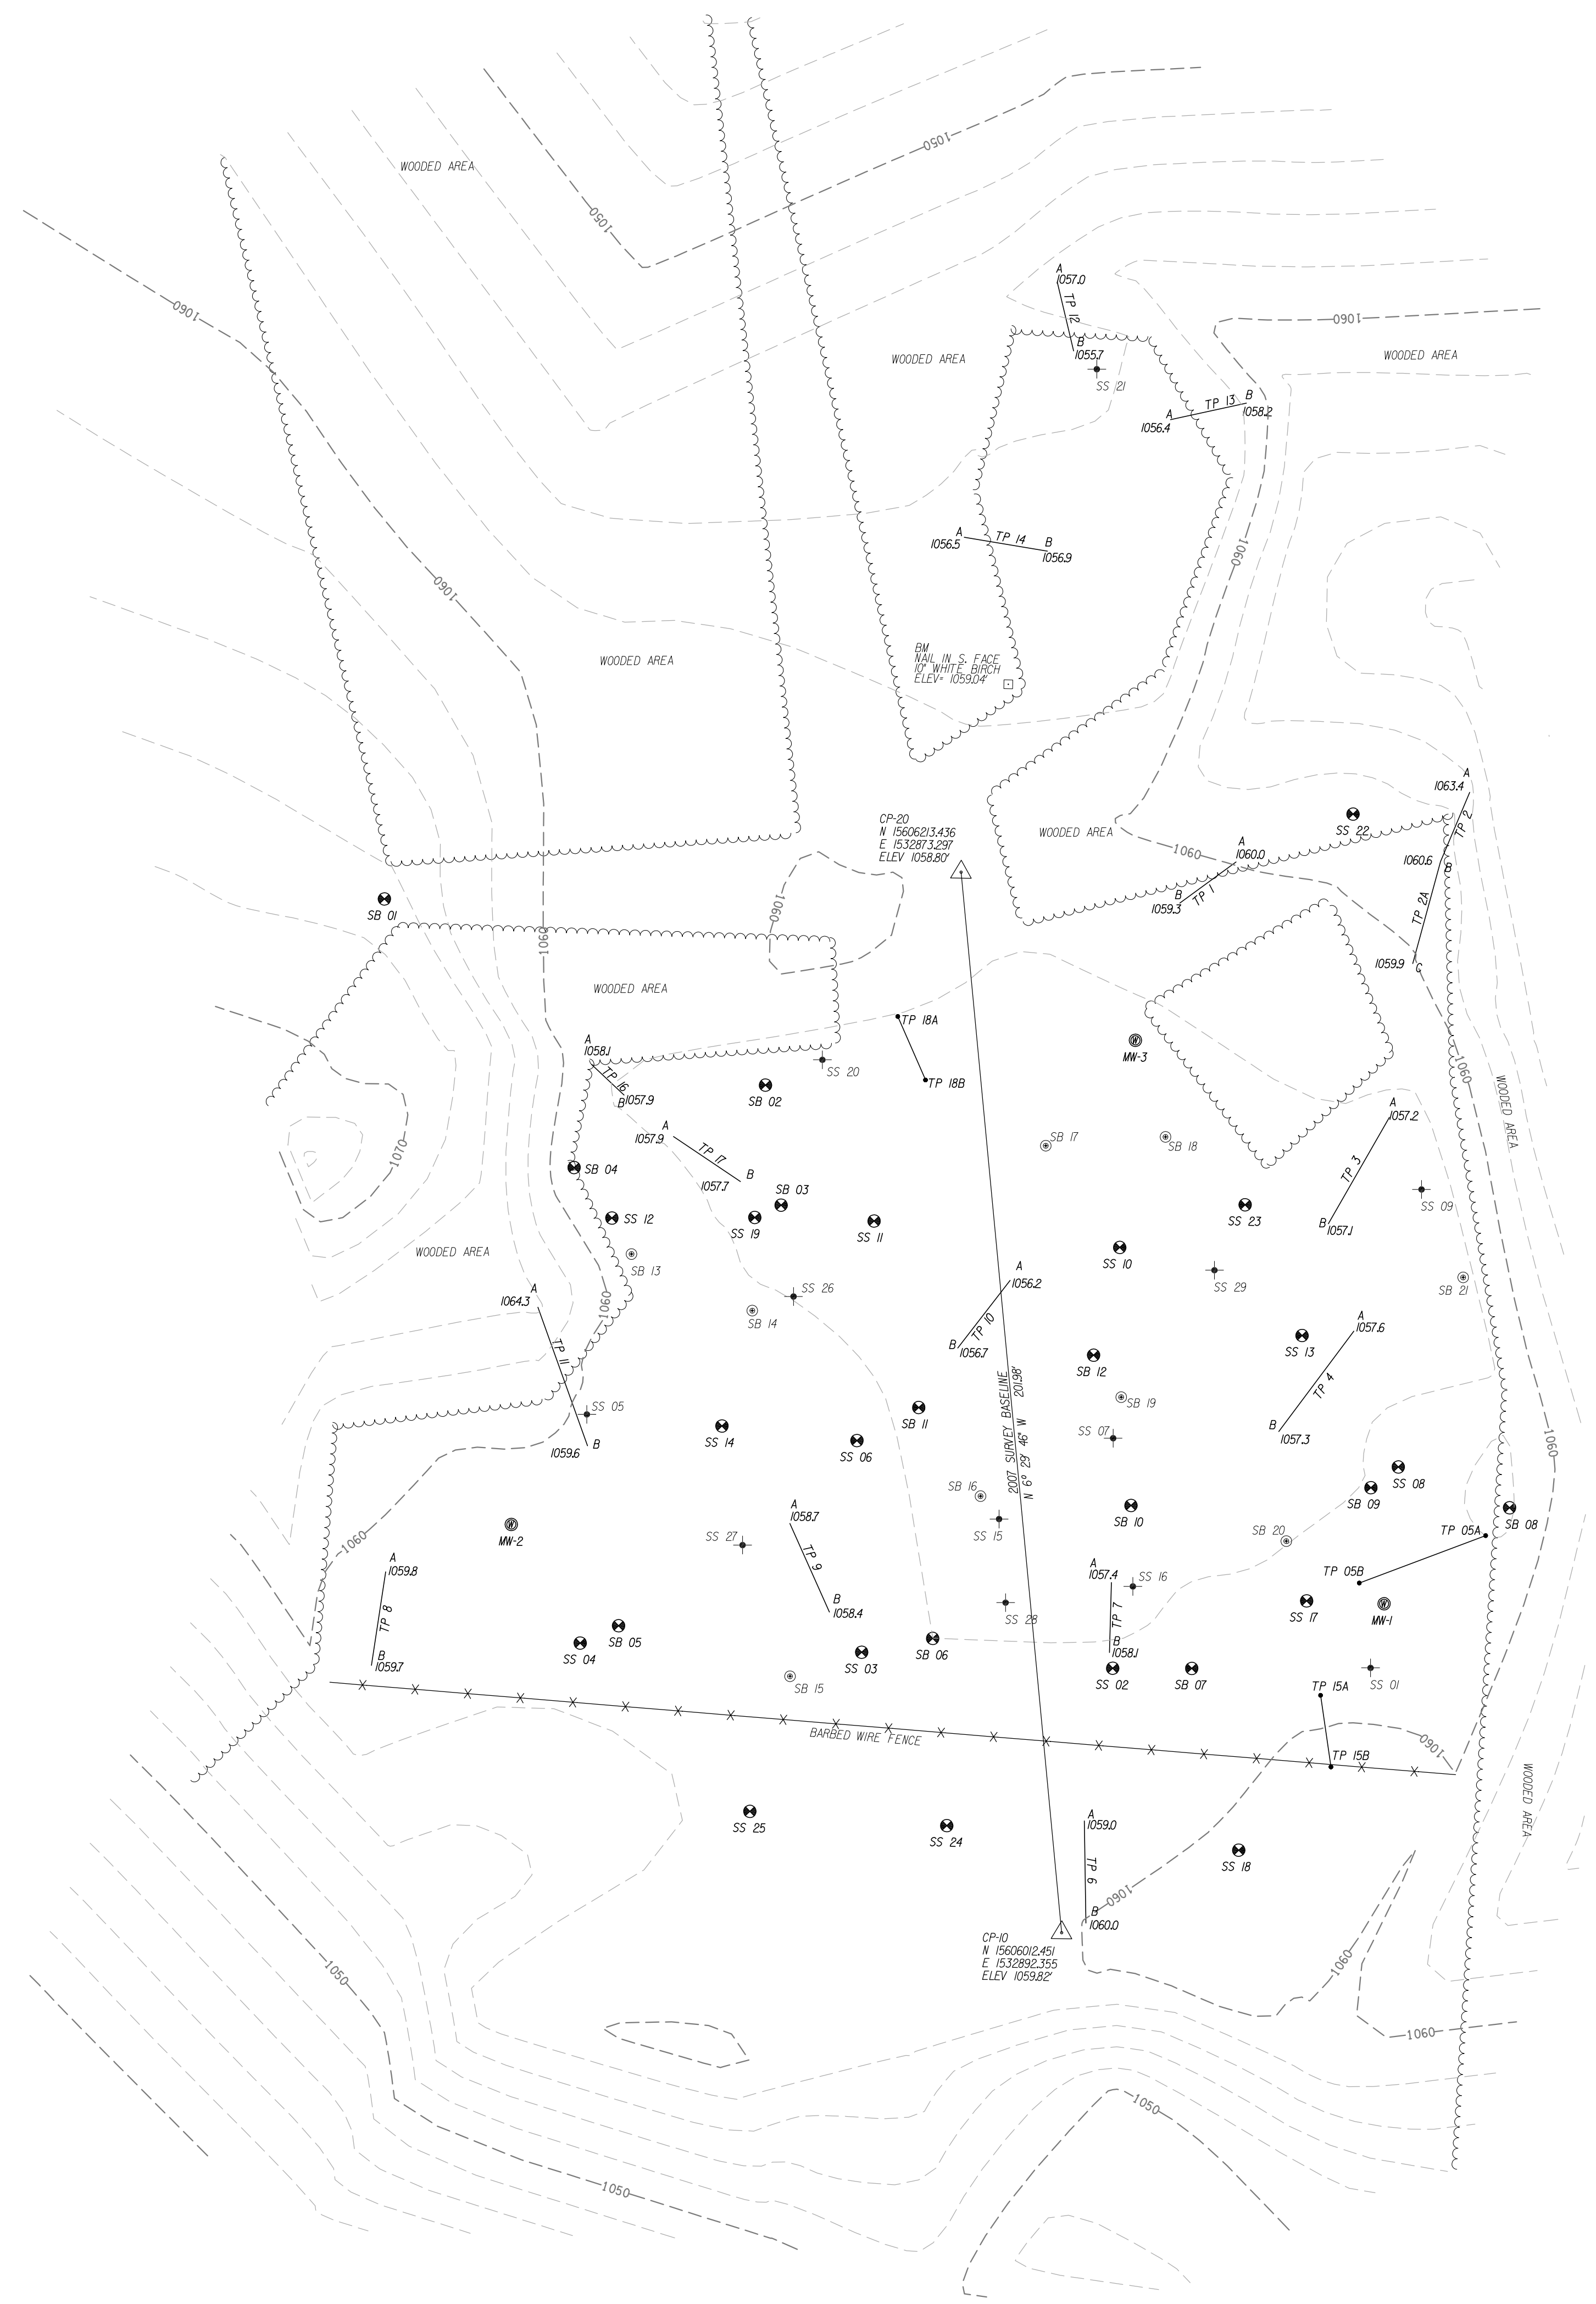 WOODED AREA
1050
1050
1060
A
1057.0
TP 12
B
1055.7
SS 21
1060
WOODED AREA
WOODED AREA
TP 13
B
1058.2
A
1056.4
A
1056.5
TP 14
B
1056.9
1060
1060
WOODED AREA
BM
NAIL IN S. FACE
10" WHITE BIRCH
ELEV= 1059.04'
A
1063.4
TP 2
1060.6
B
TP 2A
1059.9
C
SS 22
CP-20
N 15606213.436
E 1532873.297
ELEV 1058.80'
WOODED AREA
1060
A
1060.0
B
1059.3
TP 1
SB 01
1060
1060
WOODED AREA
TP 18A
TP 18B
A
1058.1
TP 16
B
1057.9
SS 20
SB 02
MW-3
1060
WOODED AREA
1070
A
1057.9
TP 17
1057.7
B
SB 17
SB 18
A
1057.2
TP 3
B
1057.1
SB 04
SB 03
SS 12
SS 19
SS 11
SS 23
SS 09
WOODED AREA
SB 13
SS 10
SS 29
SB 21
A
1064.3
TP 11
B
1059.6
1060
SS 26
SB 14
A
1056.2
TP 10
B
1056.7
SB 12
SS 13
A
1057.6
TP 4
B
1057.3
SB 19
SS 05
SS 14
SS 06
SB 11
SS 07
2007 SURVEY BASELINE
N 6° 29' 46" W 201.98'
1060
SS 08
SB 09
SB 08
SB 16
SS 15
SB 10
SB 20
TP 05A
TP 05B
MW-2
1060
SS 27
A
1058.7
TP 9
B
1058.4
A
1059.8
TP 8
B
1059.7
A
1057.4
TP 7
B
1058.1
SS 16
SS 28
SS 17
MW-1
SB 05
SS 04
SB 06
SS 03
SS 02
SB 07
SB 15
SS 01
TP 15A
TP 15B
BARBED WIRE FENCE
1060
WOODED AREA
SS 25
SS 24
A
1059.0
TP 6
B
1060.0
SS 18
1060
CP-10
N 15606012.451
E 1532892.355
ELEV 1059.82'
1060
1060
1050
1050
1050